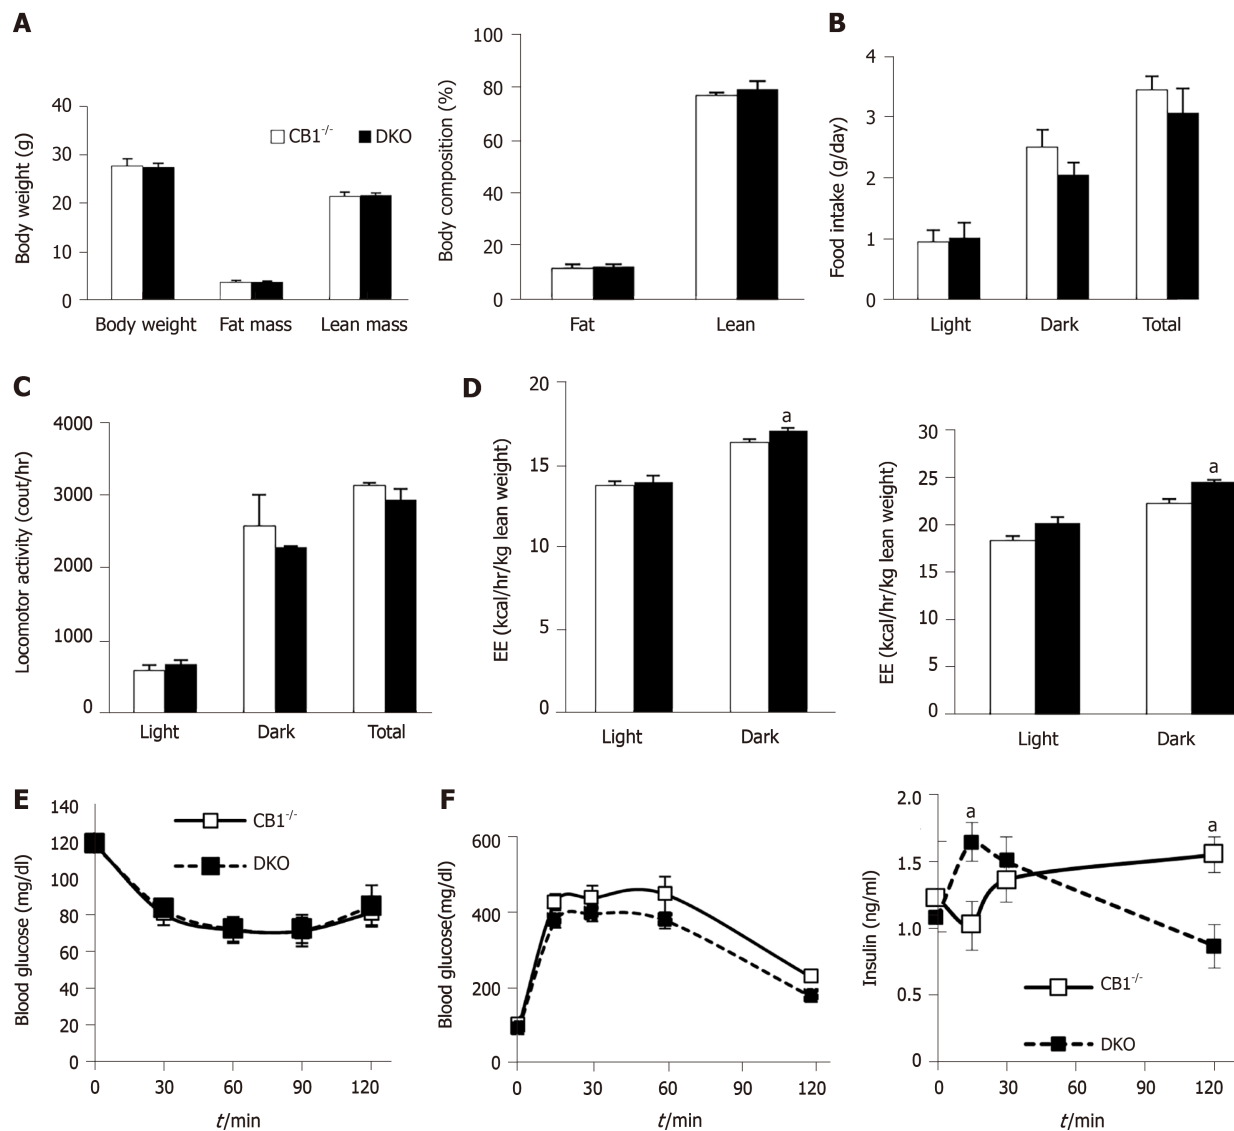 A
Body weight (g)
40
30
20
10
0
CB1-/-
DKO
Body weight
Fat mass
Lean mass
Body composition (%)
100
80
60
40
20
0
Fat
Lean
B
Food intake (g/day)
4
3
2
1
0
Light
Dark
Total
C
Locomotor activity (cout/hr)
4000
3000
2000
1000
0
Light
Dark
Total
D
EE (kcal/hr/kg lean weight)
20
15
10
5
0
a
Light
Dark
EE (kcal/hr/kg lean weight)
30
25
20
15
10
5
0
a
Light
Dark
E
Blood glucose (mg/dl)
140
120
100
80
60
40
20
0
CB1-/-
DKO
0
30
60
90
120
t/min
F
Blood glucose(mg/dl)
600
400
200
0
0
30
60
90
120
t/min
Insulin (ng/ml)
2.0
1.5
1.0
0.5
0
a
a
CB1-/-
DKO
0
30
60
90
120
t/min